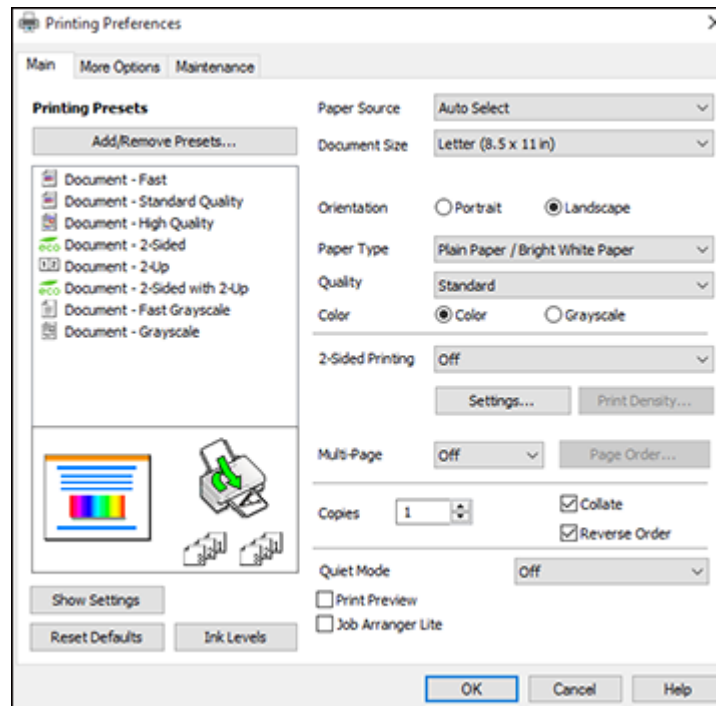 Printing Preferences
Main More Options Maintenance
Printing Presets
Add/Remove Presets...
Document - Fast
Document - Standard Quality
Document - High Quality
eco Document - 2-Sided
1 2 Document - 2-Up
eco Document - 2-Sided with 2-Up
Document - Fast Grayscale
Document - Grayscale
Show Settings
Reset Defaults Ink Levels
Paper Source Auto Select
Document Size Letter (8.5 x 11 in)
Orientation Portrait Landscape
Paper Type Plain Paper / Bright White Paper
Quality Standard
Color Color Grayscale
2-Sided Printing Off
Settings... Print Density...
Multi-Page Off Page Order...
Copies 1 Collate
Reverse Order
Quiet Mode Off
Print Preview
Job Arranger Lite
OK Cancel Help